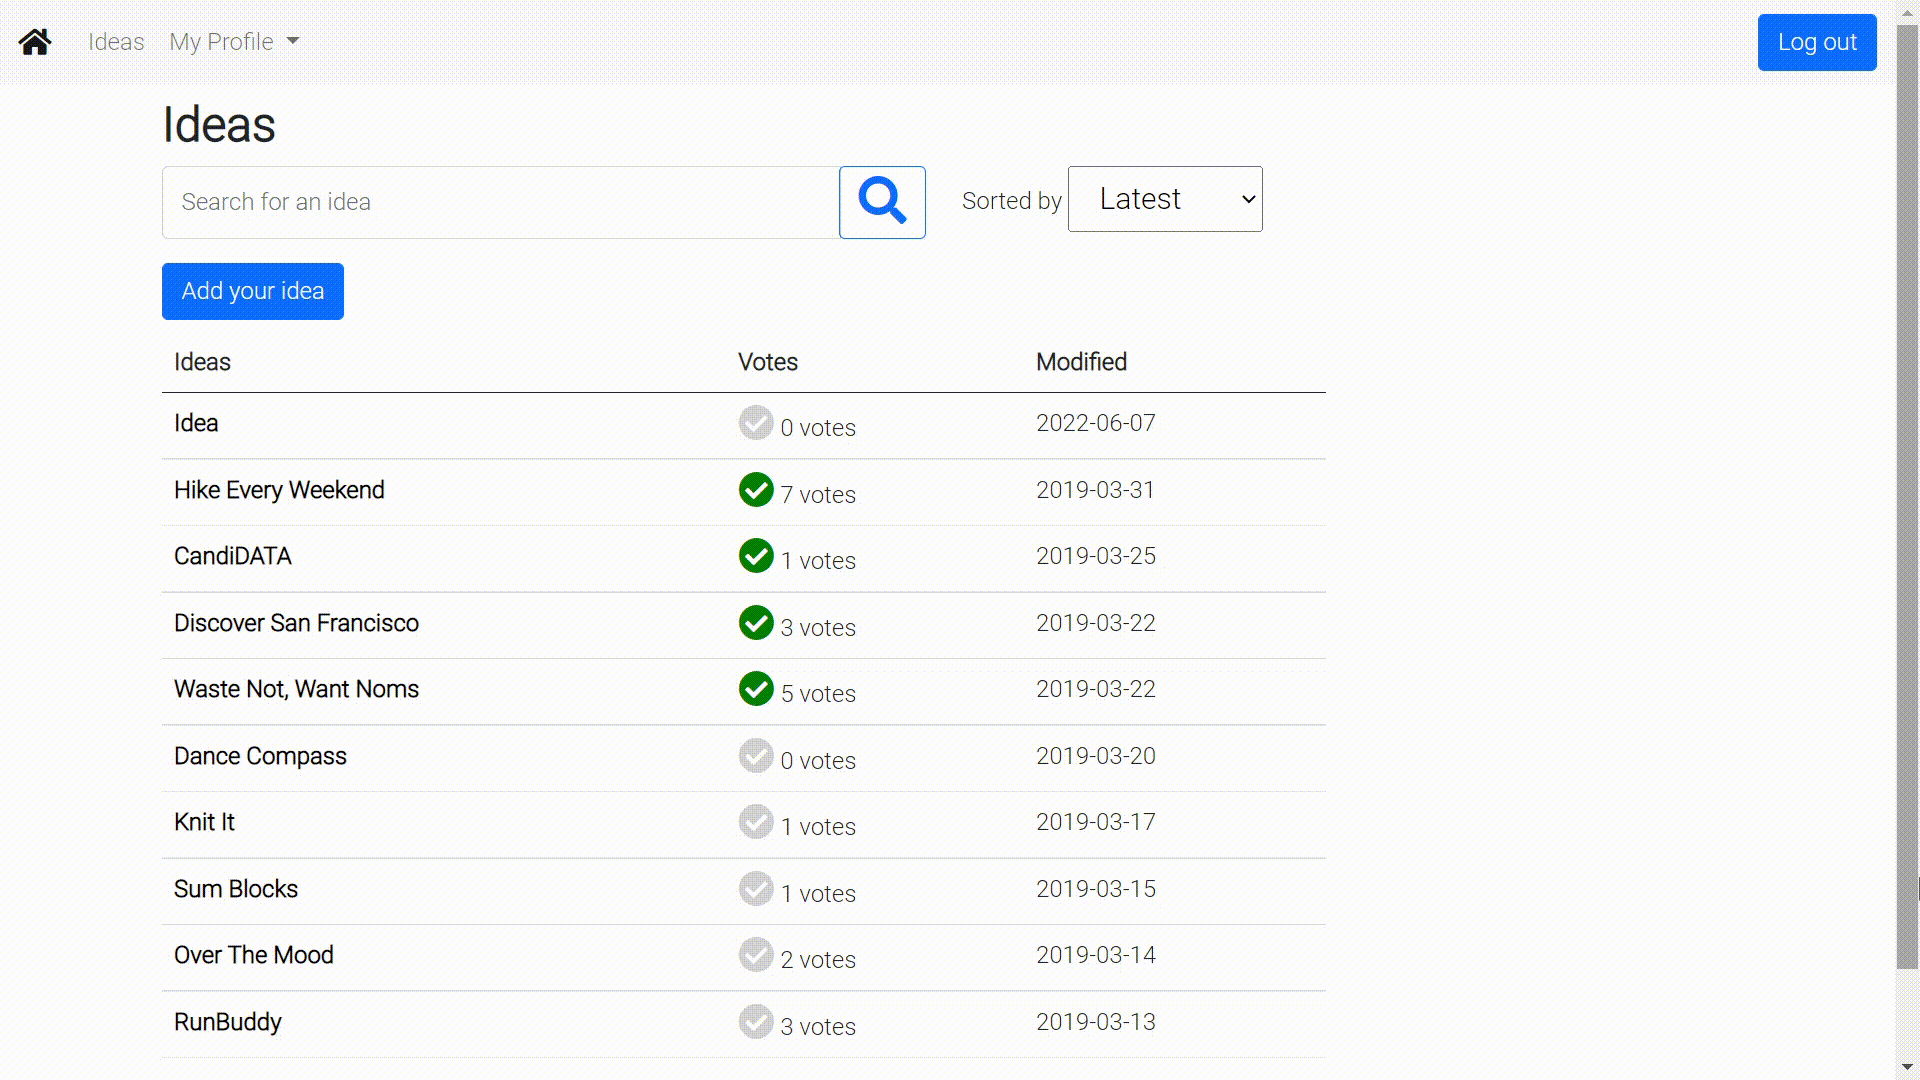 Ideas My Profile Log out
Ideas
Search for an idea Sorted by Latest
Add your idea
Ideas Votes Modified
Idea 0 votes 2022-06-07
Hike Every Weekend 7 votes 2019-03-31
CandiDATA 1 votes 2019-03-25
Discover San Francisco 3 votes 2019-03-22
Waste Not, Want Noms 5 votes 2019-03-22
Dance Compass 0 votes 2019-03-20
Knit It 1 votes 2019-03-17
Sum Blocks 1 votes 2019-03-15
Over The Mood 2 votes 2019-03-14
RunBuddy 3 votes 2019-03-13